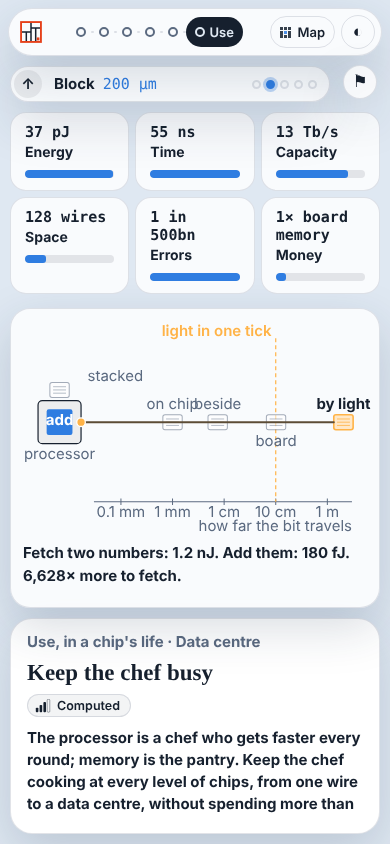 Use
Map
Block 200 µm
37 pJ
Energy
55 ns
Time
13 Tb/s
Capacity
128 wires
Space
1 in
500bn
Errors
1× board
memory
Money
light in one tick
stacked
on chip
beside
by light
add
board
processor
0.1 mm 1 mm 1 cm 10 cm 1 m
how far the bit travels
Fetch two numbers: 1.2 nJ. Add them: 180 fJ.
6,628× more to fetch.
Use, in a chip's life · Data centre
Keep the chef busy
Computed
The processor is a chef who gets faster every
round; memory is the pantry. Keep the chef
cooking at every level of chips, from one wire
to a data centre, without spending more than